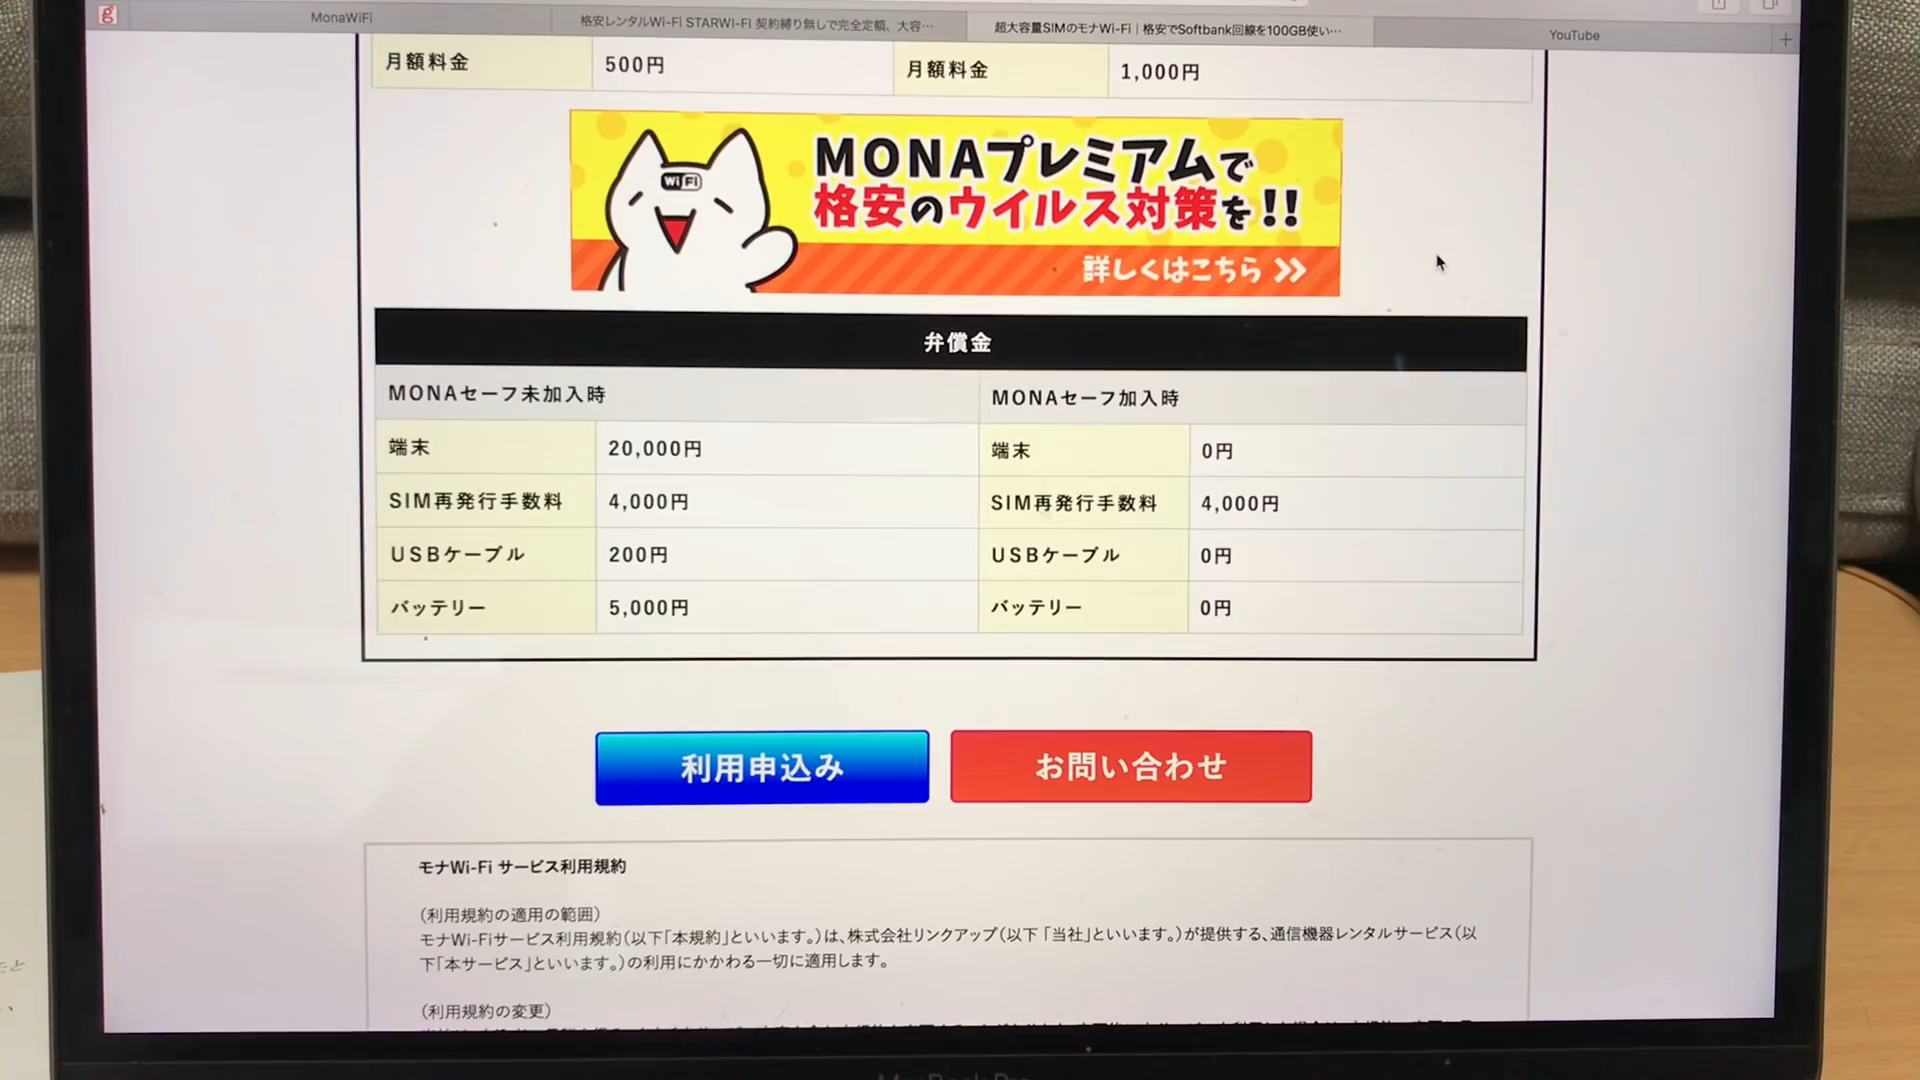 MonaWiFi
格安レンタルWi-Fi STARWI-FI 契約縛り無しで完全定額、大容…
超大容量SIMのモナWi-Fi｜格安でSoftbank回線を100GB使い…
YouTube
月額料金 500円 月額料金 1,000円
WiFi
MONAプレミアムで
格安のウイルス対策を!!
詳しくはこちら
弁償金
MONAセーフ未加入時 MONAセーフ加入時
端末 20,000円 端末 0円
SIM再発行手数料 4,000円 SIM再発行手数料 4,000円
USBケーブル 200円 USBケーブル 0円
バッテリー 5,000円 バッテリー 0円
利用申込み お問い合わせ
モナWi-Fi サービス利用規約
（利用規約の適用の範囲）
モナWi-Fiサービス利用規約（以下「本規約」といいます。）は、株式会社リンクアップ（以下「当社」といいます。）が提供する、通信機器レンタルサービス（以
下「本サービス」といいます。）の利用にかかわる一切に適用します。
（利用規約の変更）